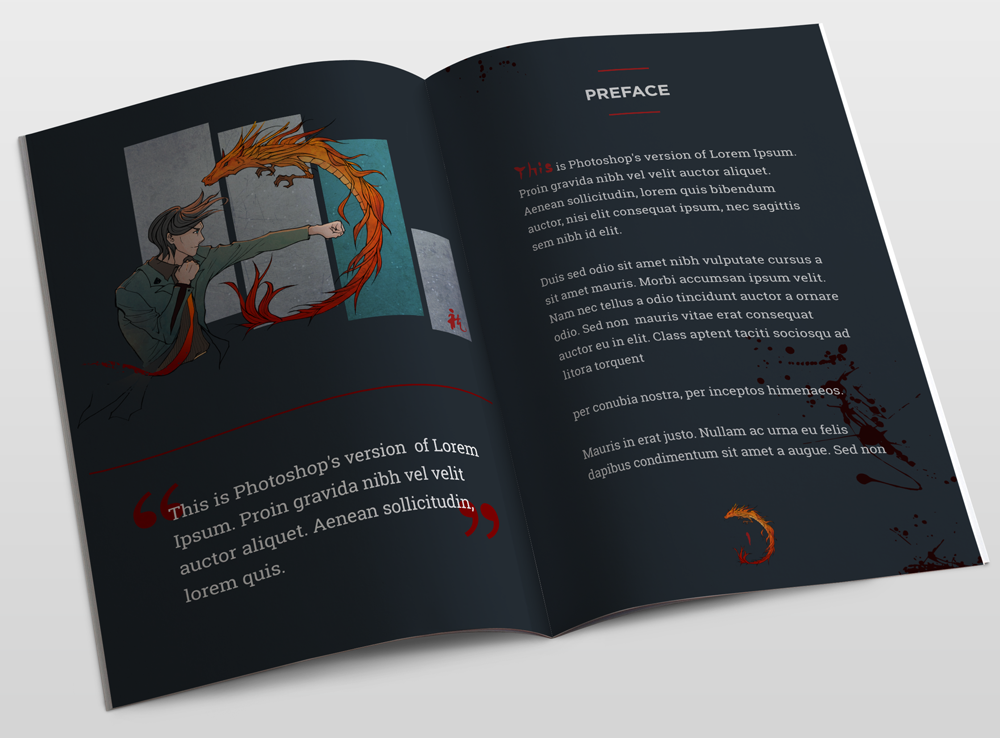 This is Photoshop's version of Lorem
Ipsum. Proin gravida nibh vel velit
auctor aliquet. Aenean sollicitudin,
lorem quis.
PREFACE
This is Photoshop's version of Lorem Ipsum.
Proin gravida nibh vel velit auctor aliquet.
Aenean sollicitudin, lorem quis bibendum
auctor, nisi elit consequat ipsum, nec sagittis
sem nibh id elit.
Duis sed odio sit amet nibh vulputate cursus a
sit amet mauris. Morbi accumsan ipsum velit.
Nam nec tellus a odio tincidunt auctor a ornare
odio. Sed non mauris vitae erat consequat
auctor eu in elit. Class aptent taciti sociosqu ad
litora torquent
per conubia nostra, per inceptos himenaeos.
Mauris in erat justo. Nullam ac urna eu felis
dapibus condimentum sit amet a augue. Sed non